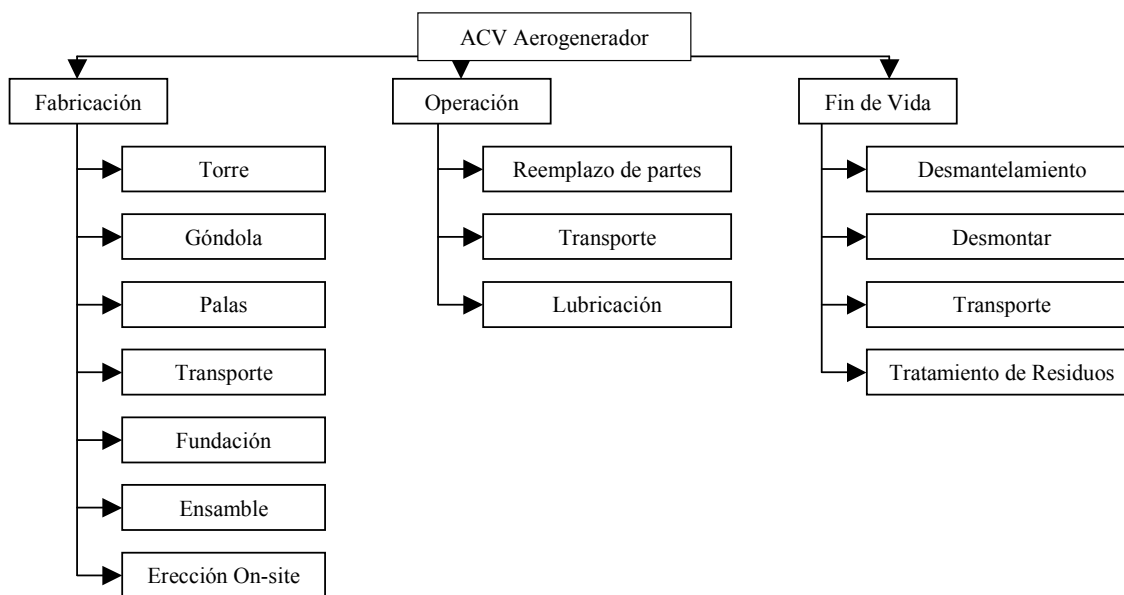 ACV Aerogenerador
Fabricación
Operación
Fin de Vida
Torre
Góndola
Palas
Transporte
Fundación
Ensamble
Erección On-site
Reemplazo de partes
Transporte
Lubricación
Desmantelamiento
Desmontar
Transporte
Tratamiento de Residuos